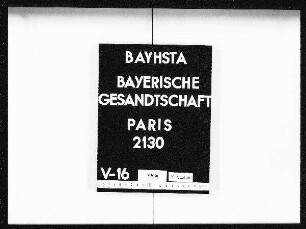 BAYHSTA
BAYERISCHE
GESANDTSCHAFT
PARIS
2130
V-16